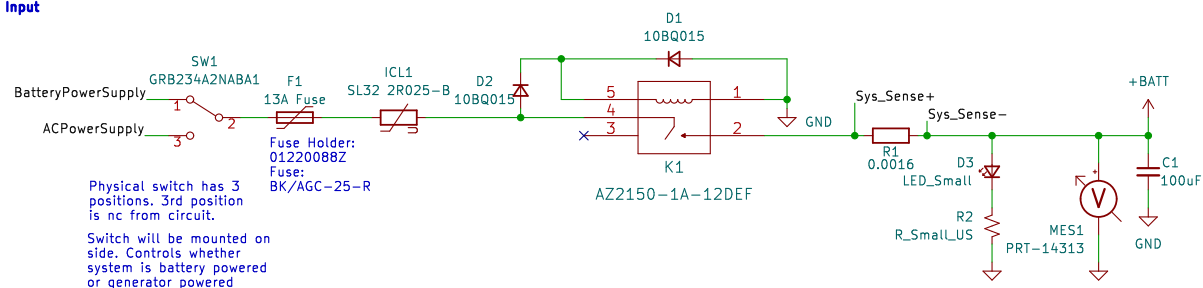 Input
D1
10BQ015
SW1
GRB234A2NABA1
F1
13A Fuse
ICL1
SL32 2R025-B
D2
10BQ015
BatteryPowerSupply
1
2
ACPowerSupply
3
5
1
4
3
2
GND
K1
AZ2150-1A-12DEF
Sys_Sense+
Sys_Sense-
+BATT
R1
0.0016
Fuse Holder:
01220088Z
Fuse:
BK/AGC-25-R
D3
LED_Small
+
V
C1
100uF
Physical switch has 3
positions. 3rd position
is nc from circuit.
R2
R_Small_US
MES1
PRT-14313
GND
Switch will be mounted on
side. Controls whether
system is battery powered
or generator powered